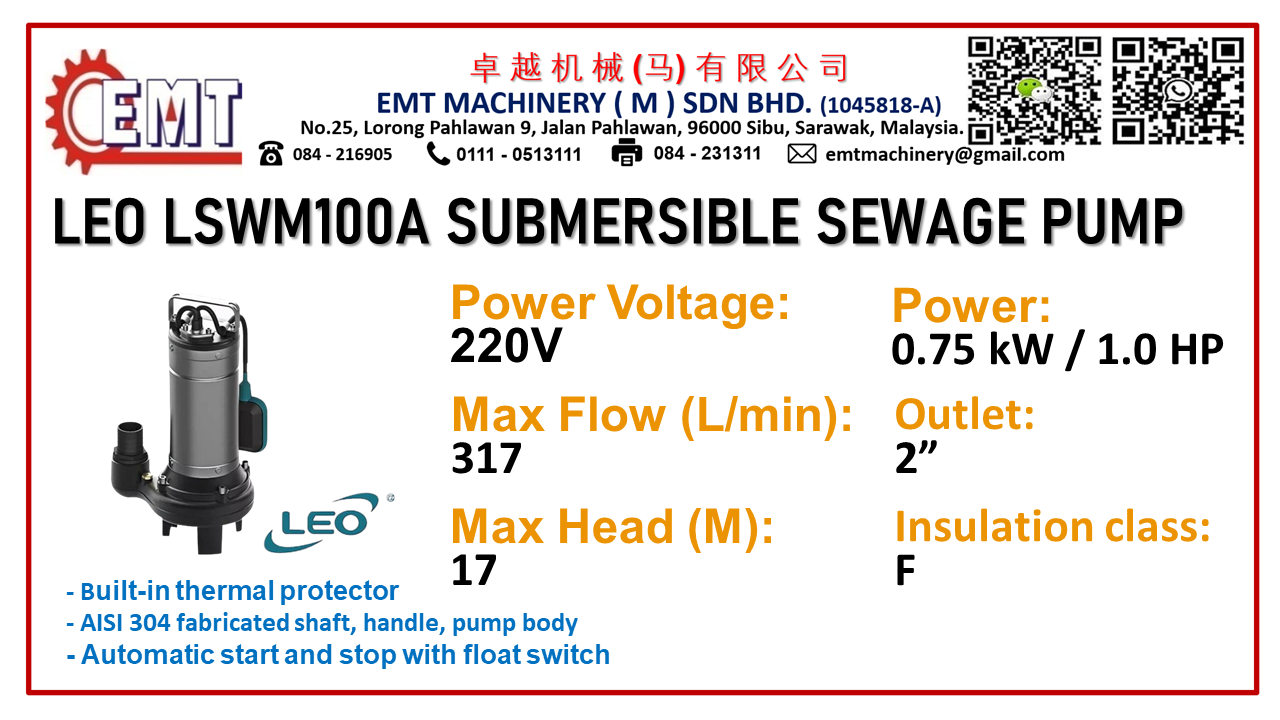 EMT
卓越机械(马)有限公司
EMT MACHINERY ( M ) SDN BHD. (1045818-A)
No.25, Lorong Pahlawan 9, Jalan Pahlawan, 96000 Sibu, Sarawak, Malaysia.
084 - 216905 0111 - 0513111 084 - 231311 emtmachinery@gmail.com
LEO LSWM100A SUBMERSIBLE SEWAGE PUMP
Power Voltage:
220V
Power:
0.75 kW / 1.0 HP
Max Flow (L/min):
317
Outlet:
2”
Max Head (M):
17
Insulation class:
F
LEO ®
- Built-in thermal protector
- AISI 304 fabricated shaft, handle, pump body
- Automatic start and stop with float switch